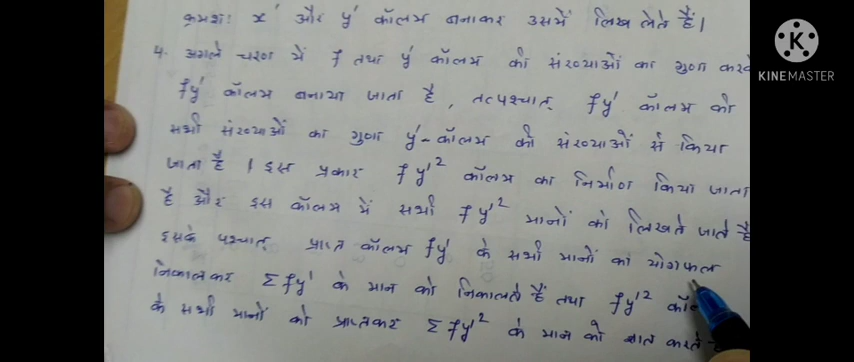 क्रमशः x' और y' कॉलम बनाकर उसमें लिख लेते हैं।
4. अगले चरण में f तथा y' कॉलम की संख्याओं का गुणा करके
fy' कॉलम बनाया जाता है, तत्पश्चात् fy' कॉलम की
सभी संख्याओं का गुणा y'-कॉलम की संख्याओं से किया
जाता है। इस प्रकार fy'² कॉलम का निर्माण किया जाता
है और इस कॉलम में सभी fy'² मानों को लिखते जाते हैं
इसके पश्चात् प्राप्त कॉलम fy' के सभी मानों का योगफल
निकालकर Σfy' के मान को निकालते हैं तथा fy'²
के सभी मानों को प्राप्तकर Σfy'² के मान को ज्ञात करते
K
KINEMASTER